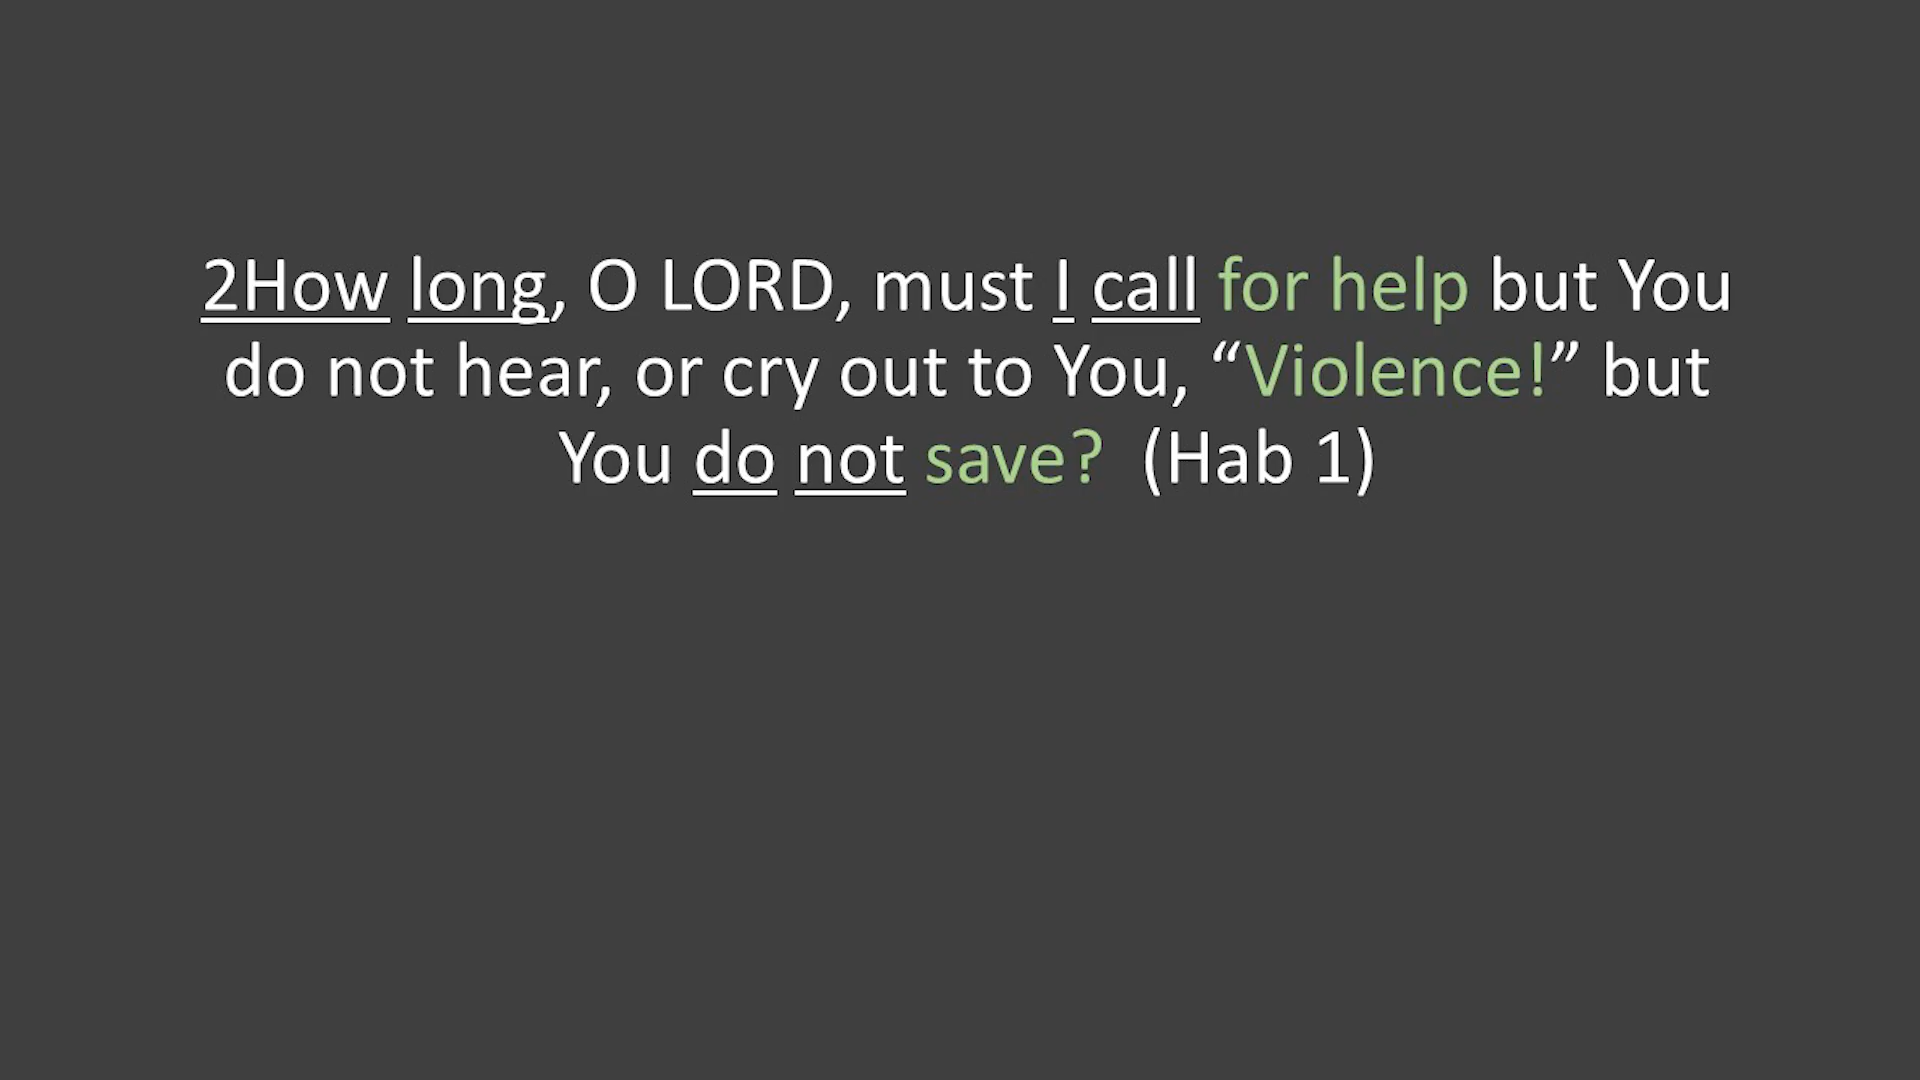 2How long, O LORD, must I call for help but You
do not hear, or cry out to You, “Violence!” but
You do not save?  (Hab 1)